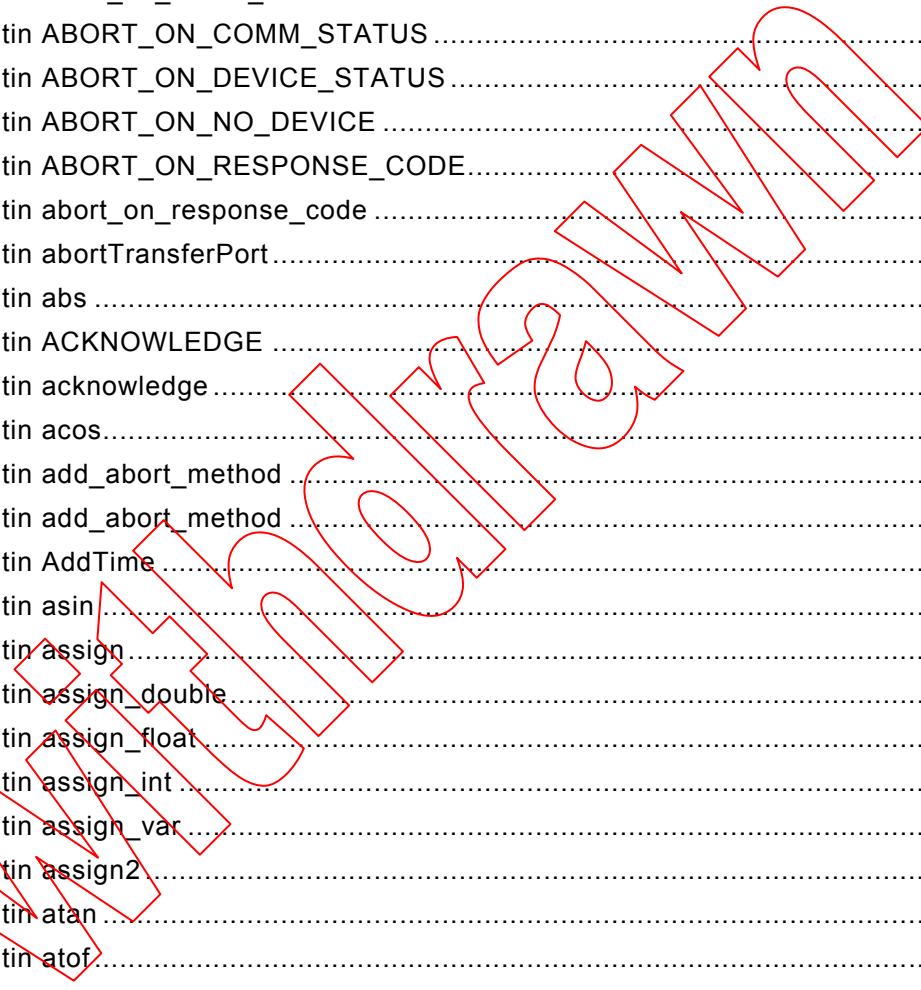 tin ABORT_ON_COMM_STATUS
tin ABORT_ON_DEVICE_STATUS
tin ABORT_ON_NO_DEVICE
tin ABORT_ON_RESPONSE_CODE
tin abort_on_response_code
tin abortTransferPort
tin abs
tin ACKNOWLEDGE
tin acknowledge
tin acos
tin add_abort_method
tin add_abort_method
tin AddTime
tin asin
tin assign
tin assign_double
tin assign_float
tin assign_int
tin assign_var
tin assign2
tin atan
tin atof
withdrawn